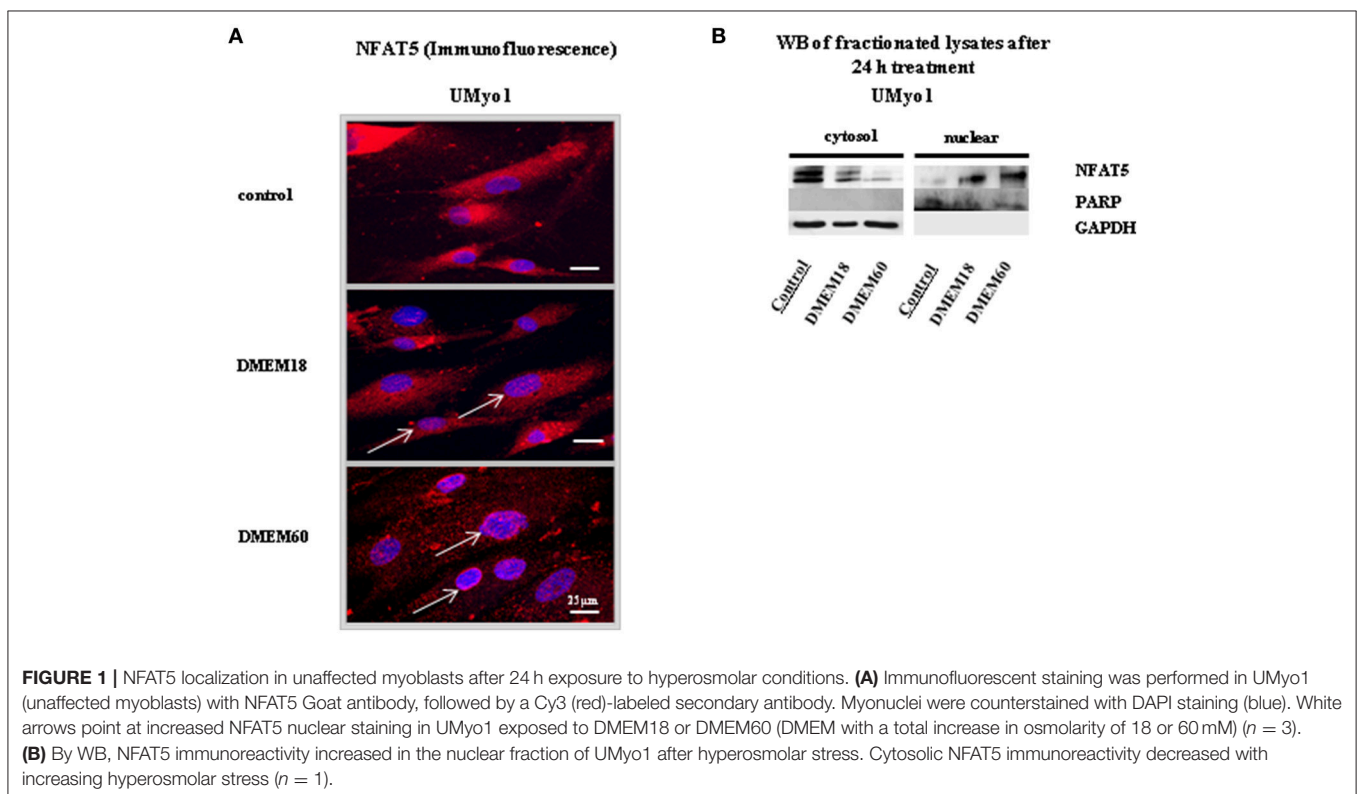 A
NFAT5 (Immunofluorescence)
UMyo1
control
DMEM18
DMEM60
25 µm
B
WB of fractionated lysates after
24 h treatment
UMyo1
cytosol nuclear
NFAT5
PARP
GAPDH
Control DMEM18 DMEM60 Control DMEM18 DMEM60
FIGURE 1 | NFAT5 localization in unaffected myoblasts after 24 h exposure to hyperosmolar conditions. (A) Immunofluorescent staining was performed in UMyo1
(unaffected myoblasts) with NFAT5 Goat antibody, followed by a Cy3 (red)-labeled secondary antibody. Myonuclei were counterstained with DAPI staining (blue). White
arrows point at increased NFAT5 nuclear staining in UMyo1 exposed to DMEM18 or DMEM60 (DMEM with a total increase in osmolarity of 18 or 60 mM) (n = 3).
(B) By WB, NFAT5 immunoreactivity increased in the nuclear fraction of UMyo1 after hyperosmolar stress. Cytosolic NFAT5 immunoreactivity decreased with
increasing hyperosmolar stress (n = 1).